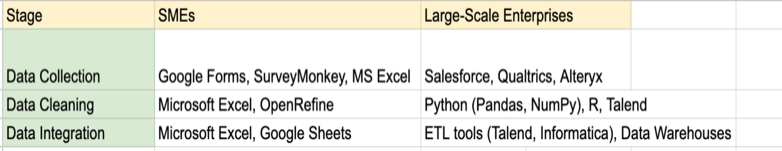 Stage SMEs Large-Scale Enterprises
Data Collection Google Forms, SurveyMonkey, MS Excel Salesforce, Qualtrics, Alteryx
Data Cleaning Microsoft Excel, OpenRefine Python (Pandas, NumPy), R, Talend
Data Integration Microsoft Excel, Google Sheets ETL tools (Talend, Informatica), Data Warehouses